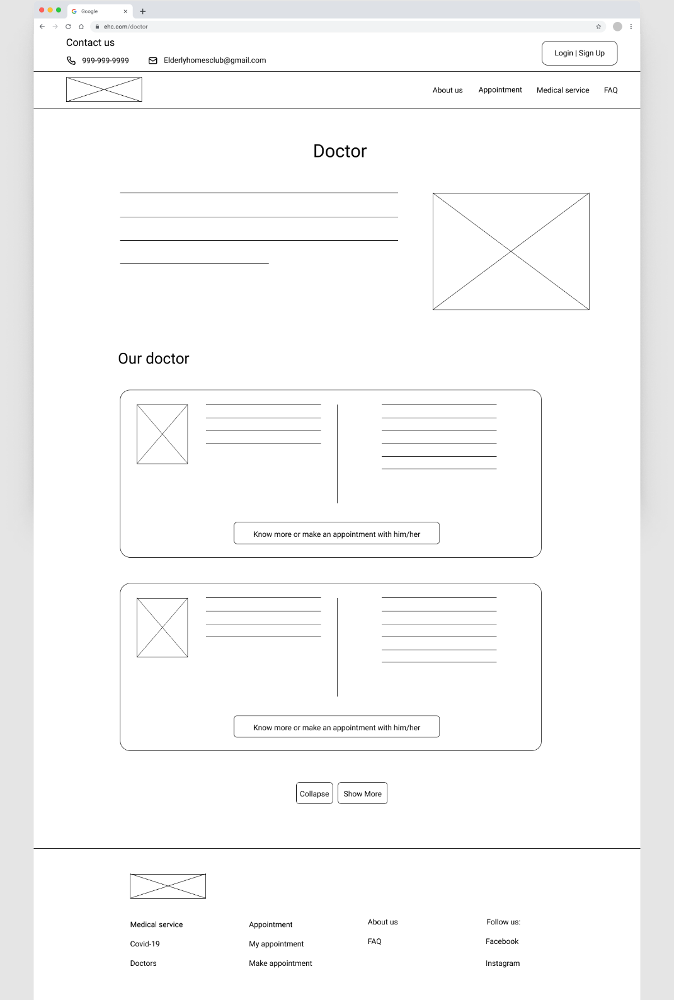 Google
ehc.com/doctor
Contact us
999-999-9999
Elderlyhomesclub@gmail.com
Login | Sign Up
About us
Appointment
Medical service
FAQ
Doctor
Our doctor
Know more or make an appointment with him/her
Know more or make an appointment with him/her
Collapse
Show More
Medical service
Covid-19
Doctors
Appointment
My appointment
Make appointment
About us
FAQ
Follow us:
Facebook
Instagram